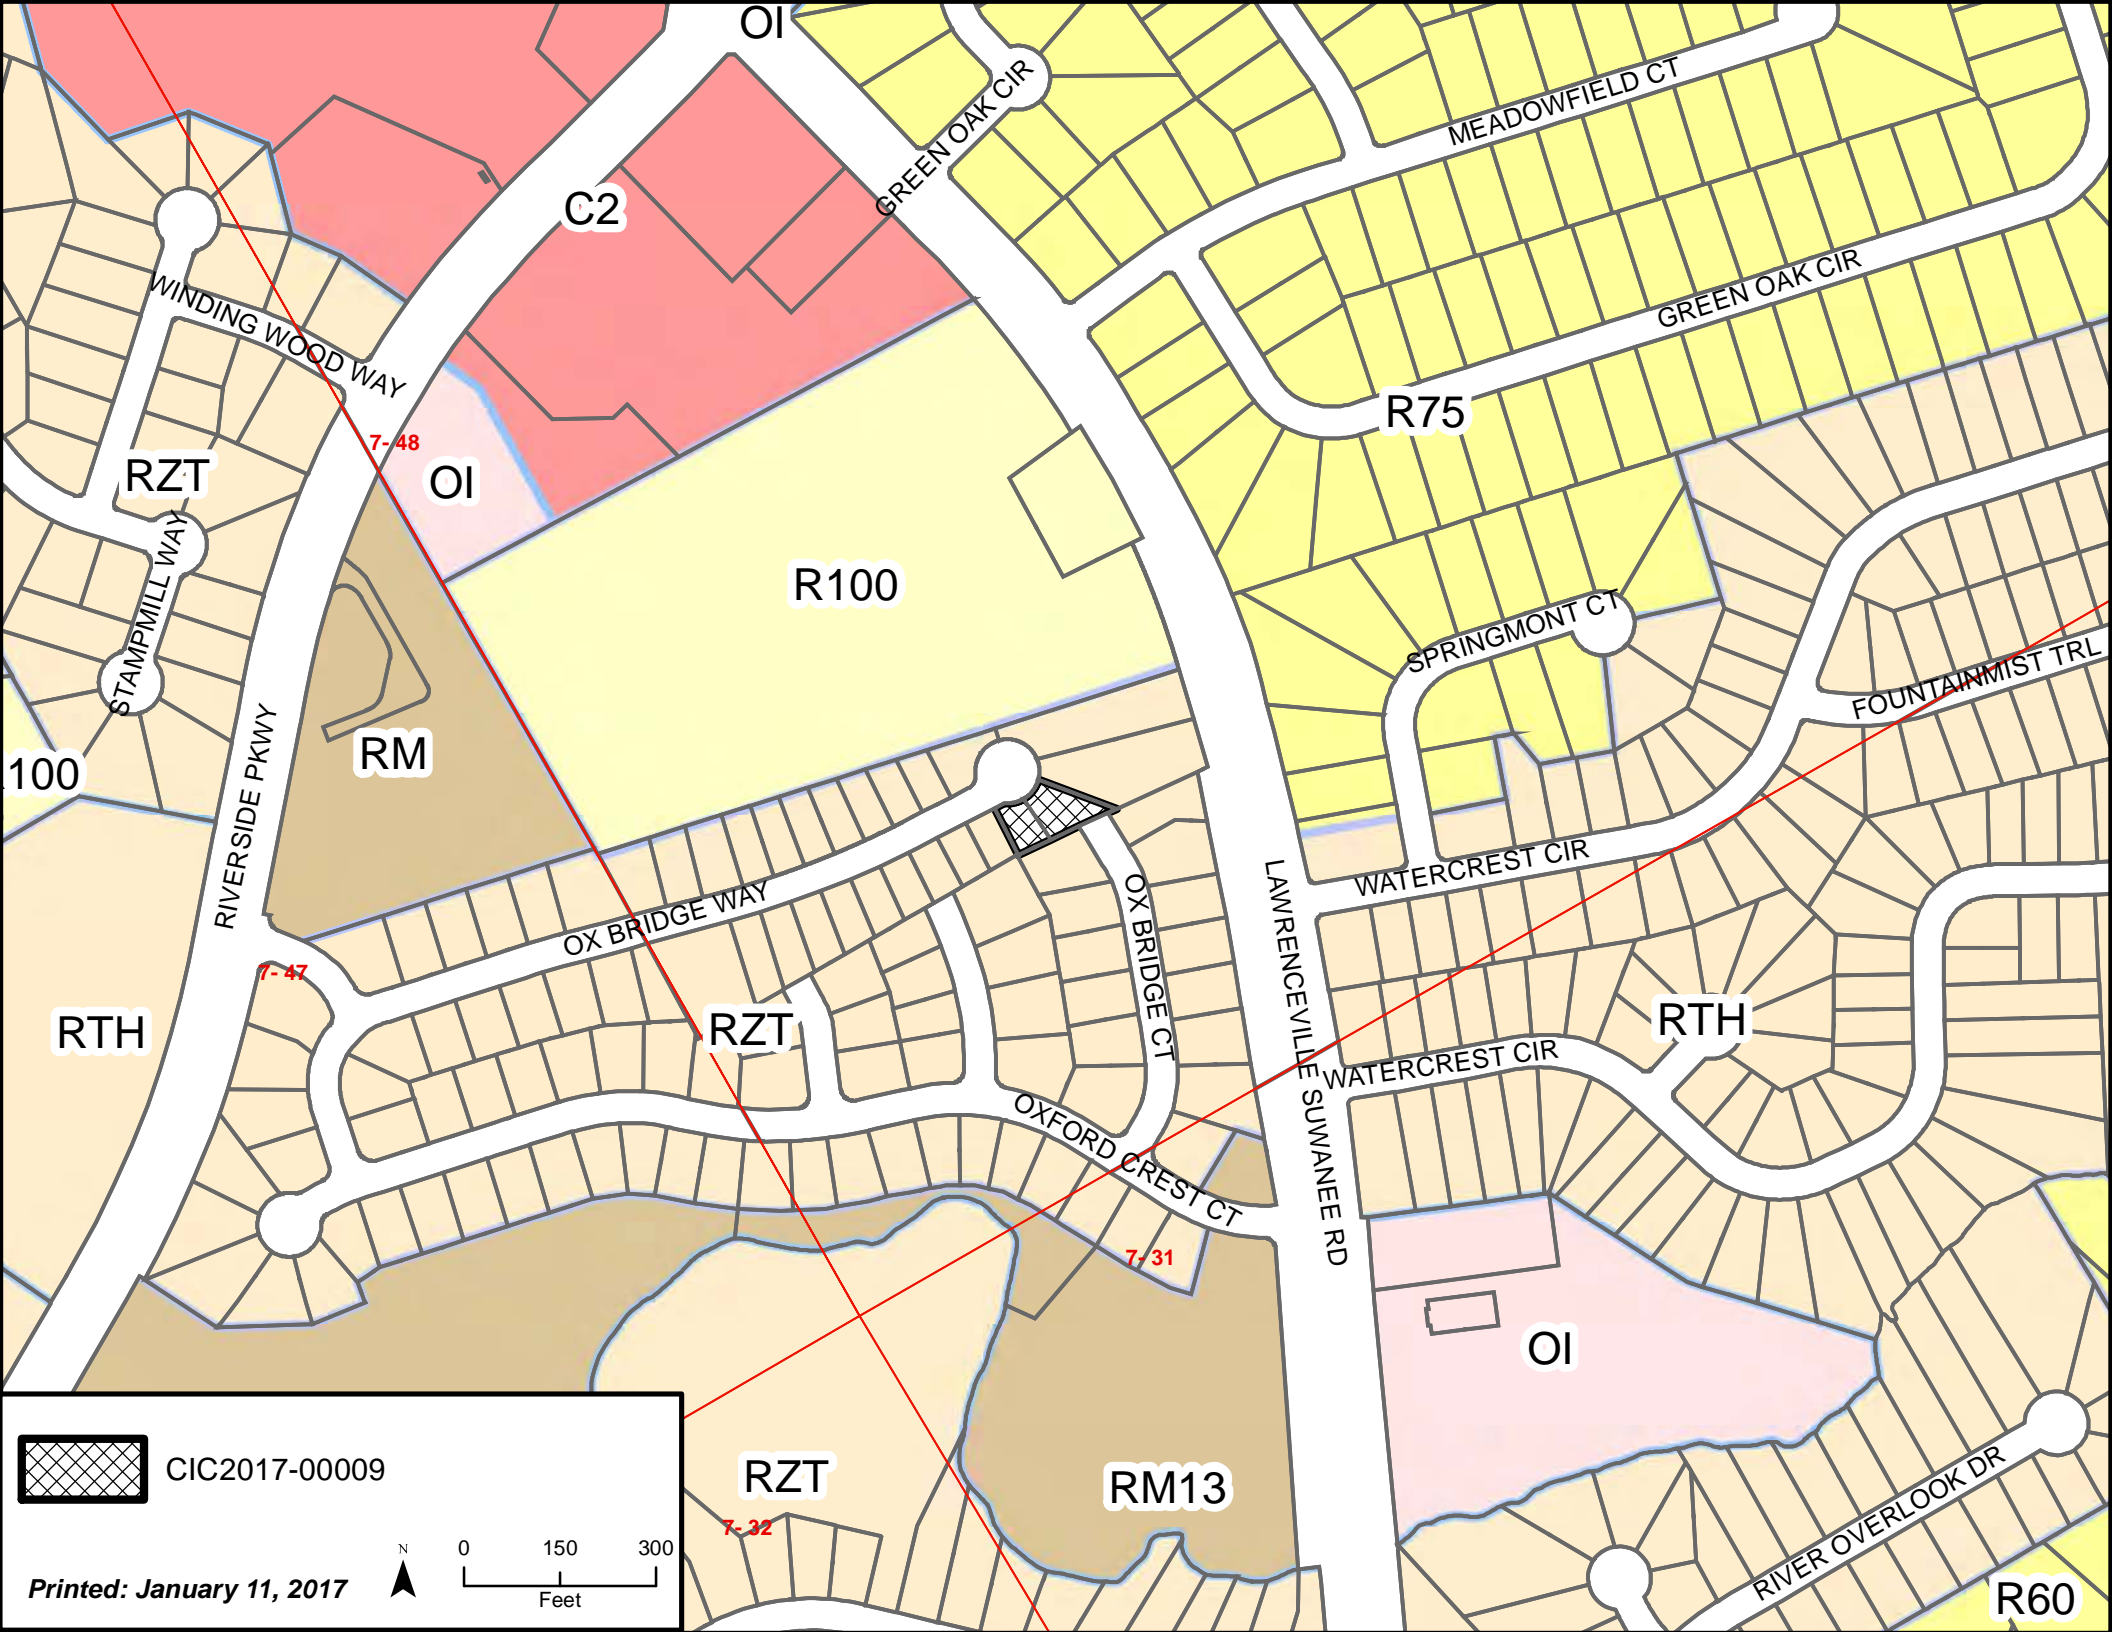 OI
GREEN OAK CIR
MEADOWFIELD CT
C2
WINDING WOOD WAY
GREEN OAK CIR
R75
7- 48
RZT
OI
R100
STAMPMILL WAY
SPRINGMONT CT
FOUNTAINMIST TRL
RM
100
RIVERSIDE PKWY
WATERCREST CIR
OX BRIDGE WAY
OX BRIDGE CT
LAWRENCEVILLE SUWANEE RD
7- 47
RTH
RZT
RTH
WATERCREST CIR
OXFORD CREST CT
7- 31
OI
RZT
RM13
7- 32
RIVER OVERLOOK DR
R60
CIC2017-00009
N
0 150 300
Feet
Printed: January 11, 2017